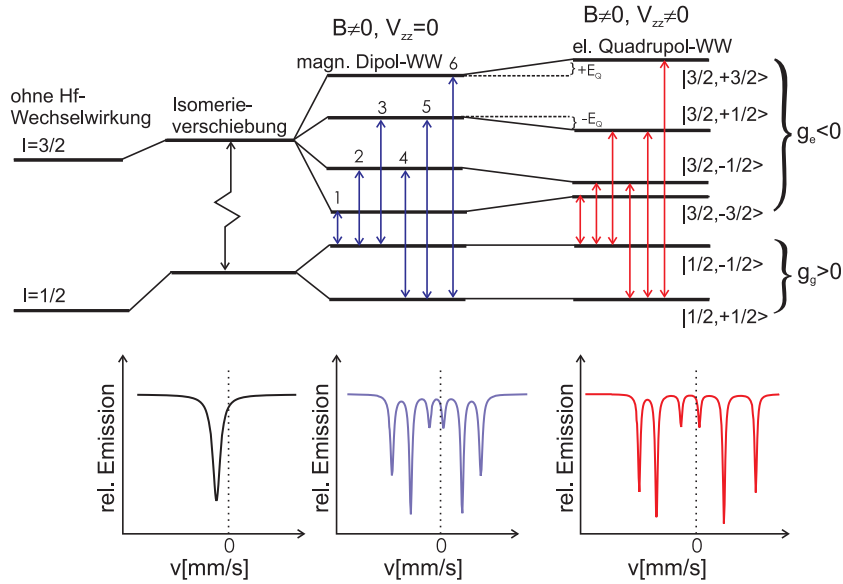 B≠0, V_zz=0
B≠0, V_zz≠0
magn. Dipol-WW
el. Quadrupol-WW
ohne Hf-
Wechselwirkung
Isomerie-
verschiebung
I=3/2
I=1/2
1
2
3
4
5
6
+E_Q
−E_Q
|3/2,+3/2>
|3/2,+1/2>
|3/2,-1/2>
|3/2,-3/2>
|1/2,-1/2>
|1/2,+1/2>
g_e<0
g_g>0
rel. Emission
0
v[mm/s]
rel. Emission
0
v[mm/s]
rel. Emission
0
v[mm/s]